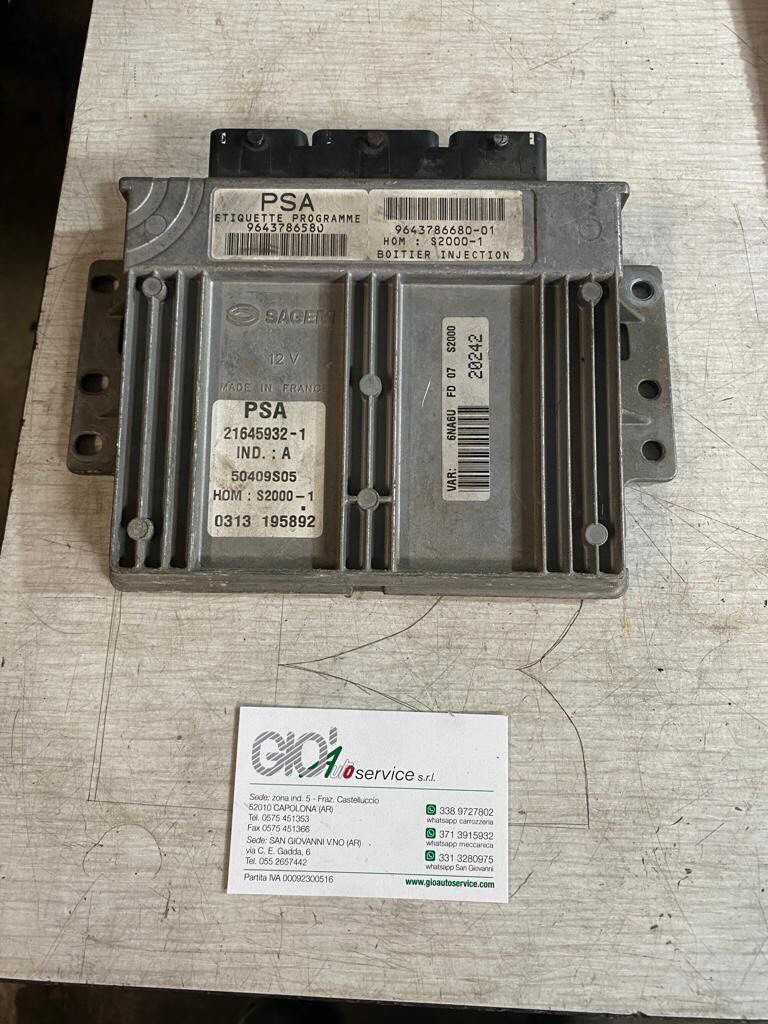 PSA
ETIQUETTE PROGRAMME
9643786580
9643786680-01
HOM : S2000-1
BOITIER INJECTION
SAGEM
12 V
MADE IN FRANCE
PSA
21645932-1
IND. : A
50409S05
HOM : S2000-1
0313 195892
VAR: 6NA6U FD 07 S2000
20242
GIO' Autoservice s.r.l.
Sede: zona ind. 5 - Fraz. Castelluccio
52010 CAPOLONA (AR)
Tel. 0575 451353
Fax 0575 451366
Sede: SAN GIOVANNI V.NO (AR)
via C. E. Gadda, 6
Tel. 055 2657442
Partita IVA 00092300516
338 9727802
whatsapp carrozzeria
371 3915932
whatsapp meccareca
331 3280975
whatsapp San Giovanni
www.gioautoservice.com